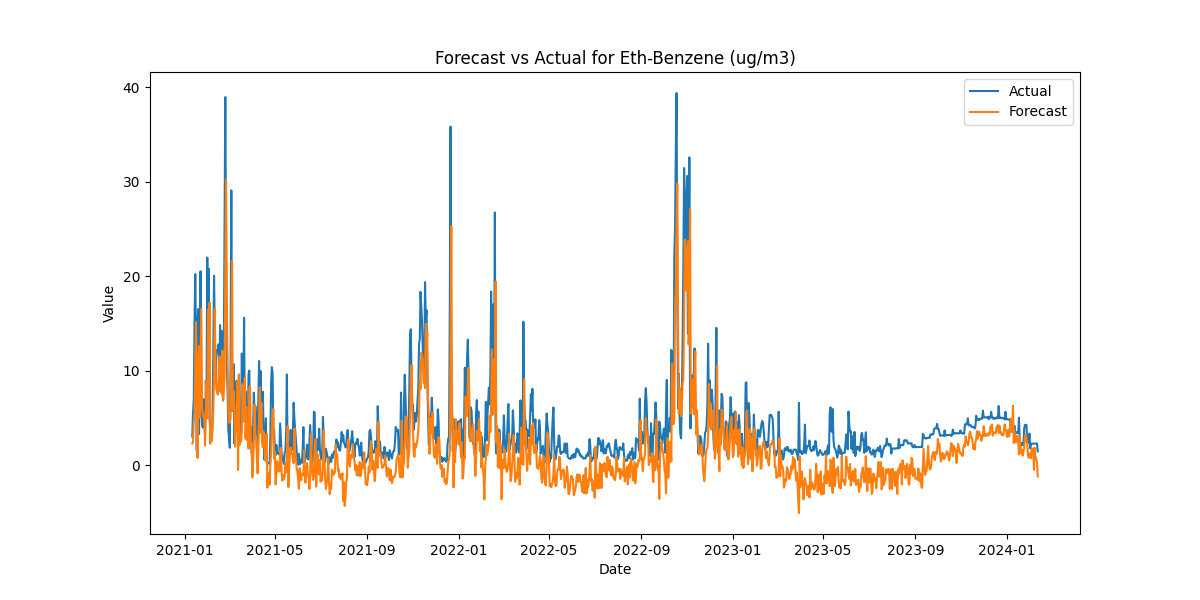 Forecast vs Actual for Eth-Benzene (ug/m3)
Actual
Forecast
Value
40
30
20
10
0
2021-01 2021-05 2021-09 2022-01 2022-05 2022-09 2023-01 2023-05 2023-09 2024-01
Date